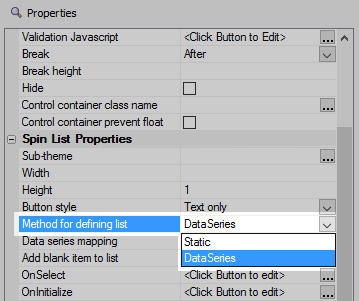 Properties
Validation Javascript <Click Button to Edit> ...
Break After
Break height
Hide
Control container class name ...
Control container prevent float
Spin List Properties
Sub-theme ...
Width
Height 1
Button style Text only
Method for defining list DataSeries
Data series mapping Static
Add blank item to list DataSeries
OnSelect <Click Button to edit> ...
OnInitialize <Click Button to edit> ...